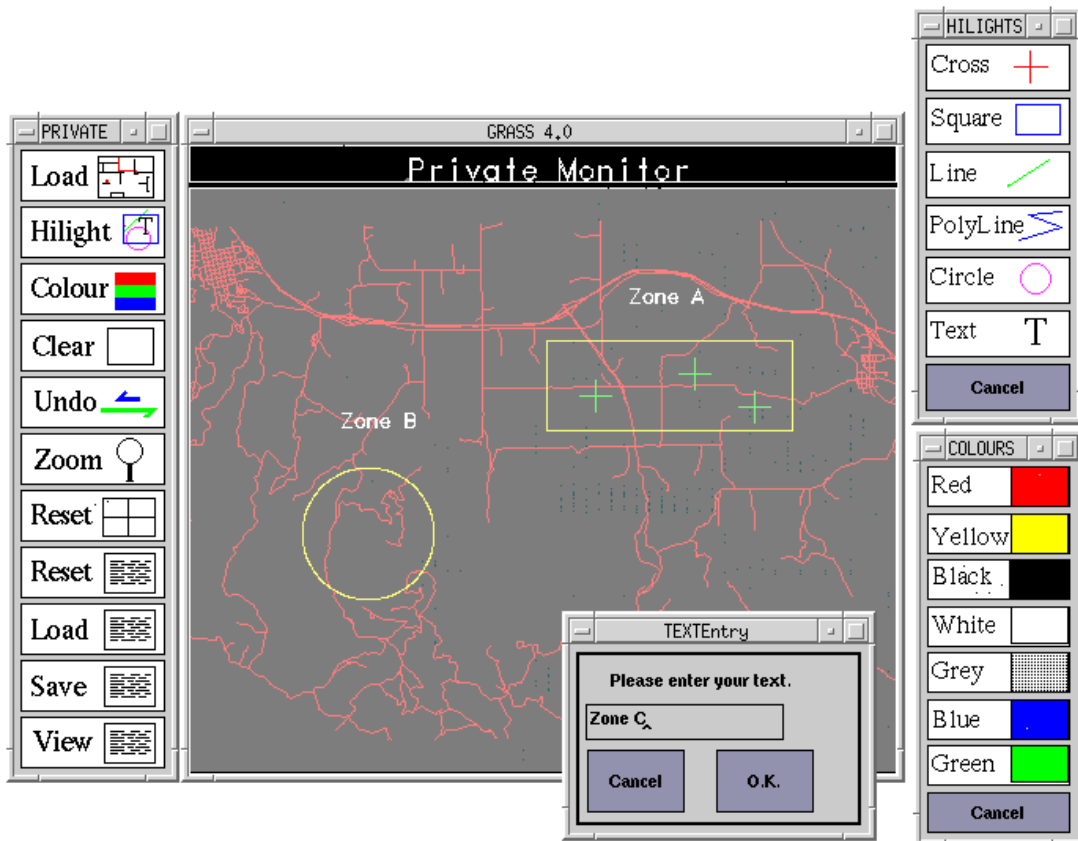 PRIVATE
Load
Hilight T
Colour
Clear
Undo
Zoom
Reset
Reset
Load
Save
View
GRASS 4.0
Private Monitor
Zone A
Zone B
TEXTEntry
Please enter your text.
Zone C
Cancel
O.K.
HILIGHTS
Cross
Square
Line
PolyLine
Circle
Text T
Cancel
COLOURS
Red
Yellow
Black
White
Grey
Blue
Green
Cancel